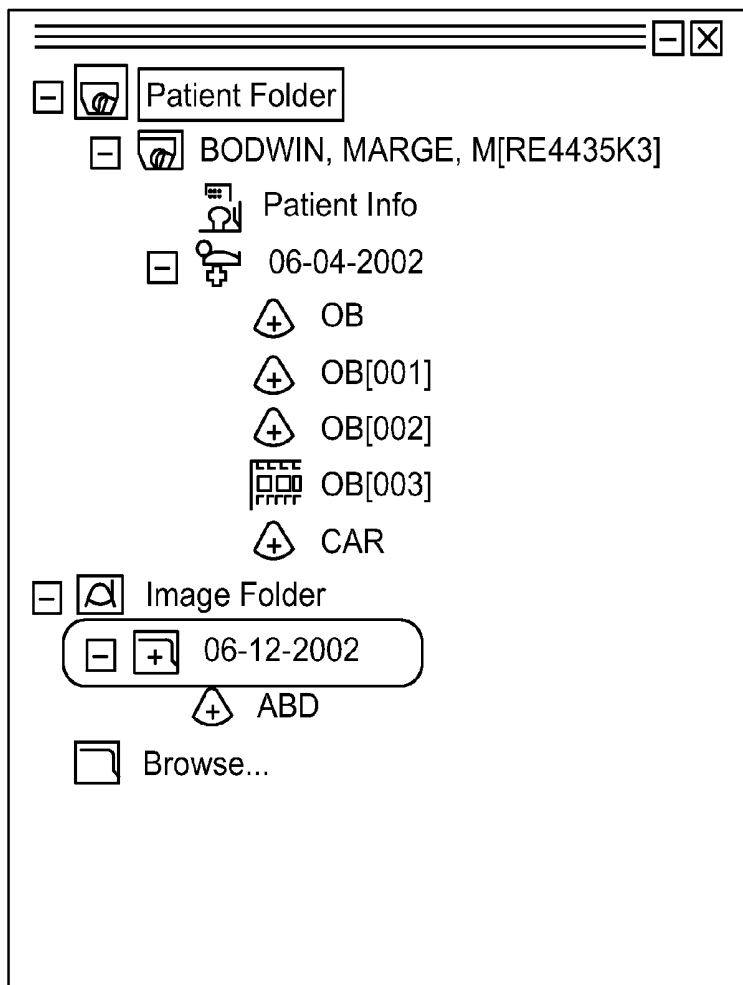 Patient Folder
BODWIN, MARGE, M[RE4435K3]
Patient Info
06-04-2002
OB
OB[001]
OB[002]
OB[003]
CAR
Image Folder
06-12-2002
ABD
Browse...